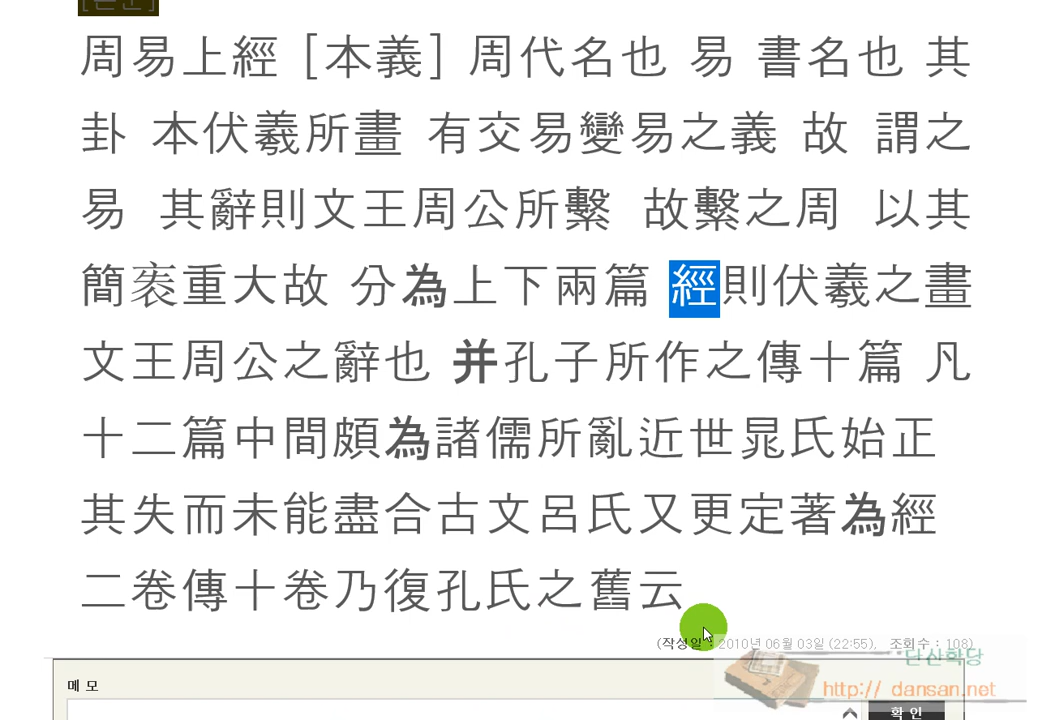 [본문]
周易上經 [本義] 周代名也 易 書名也 其
卦 本伏羲所畫 有交易變易之義 故 謂之
易 其辭則文王周公所繫 故繫之周 以其
簡袠重大故 分為上下兩篇 經則伏羲之畫
文王周公之辭也 并孔子所作之傳十篇 凡
十二篇中間頗為諸儒所亂近世晁氏始正
其失而未能盡合古文呂氏又更定著為經
二卷傳十卷乃復孔氏之舊云
(작성일 : 2010년 06월 03일 (22:55), 조회수 : 108)
단산학당
메 모
http:// dansan.net
확 인